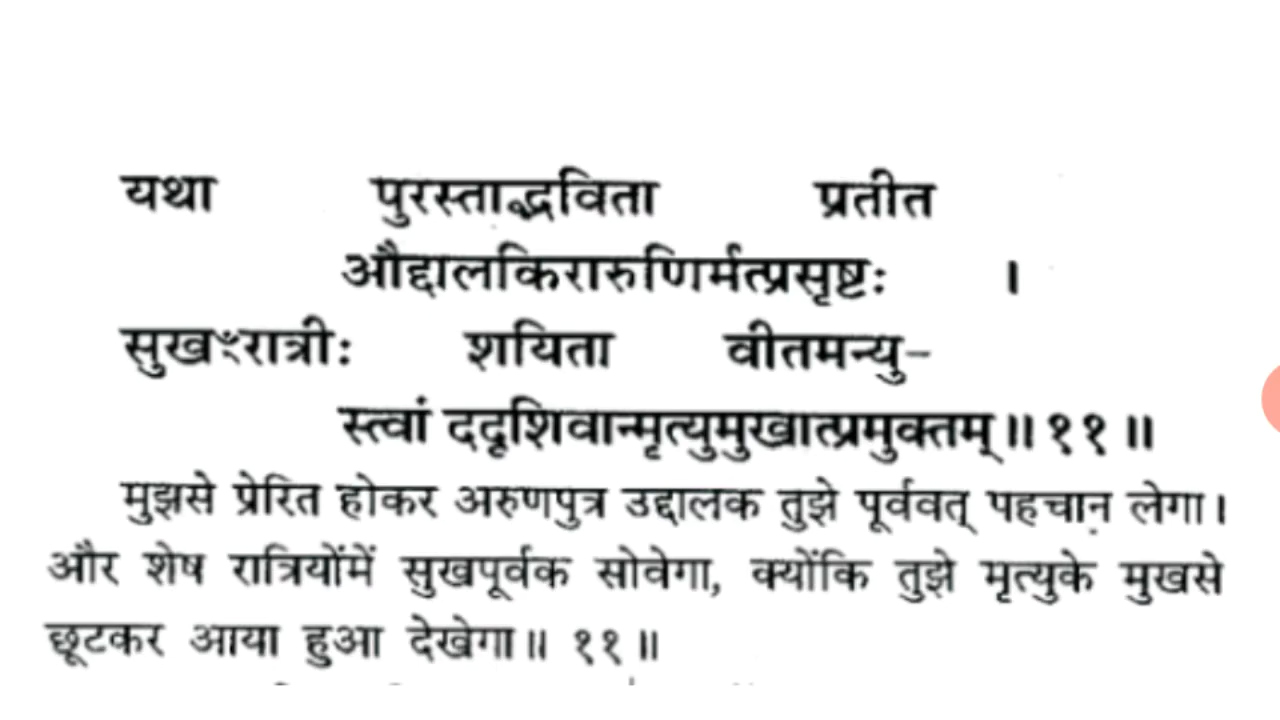 यथा पुरस्ताद्भविता प्रतीत
औद्दालकिरारुणिर्मत्प्रसृष्टः ।
सुखꣳरात्रीः शयिता वीतमन्यु-
स्त्वां ददृशिवान्मृत्युमुखात्प्रमुक्तम् ॥ ११ ॥
मुझसे प्रेरित होकर अरुणपुत्र उद्दालक तुझे पूर्ववत् पहचान लेगा।
और शेष रात्रियोंमें सुखपूर्वक सोवेगा, क्योंकि तुझे मृत्युके मुखसे
छूटकर आया हुआ देखेगा॥ ११॥